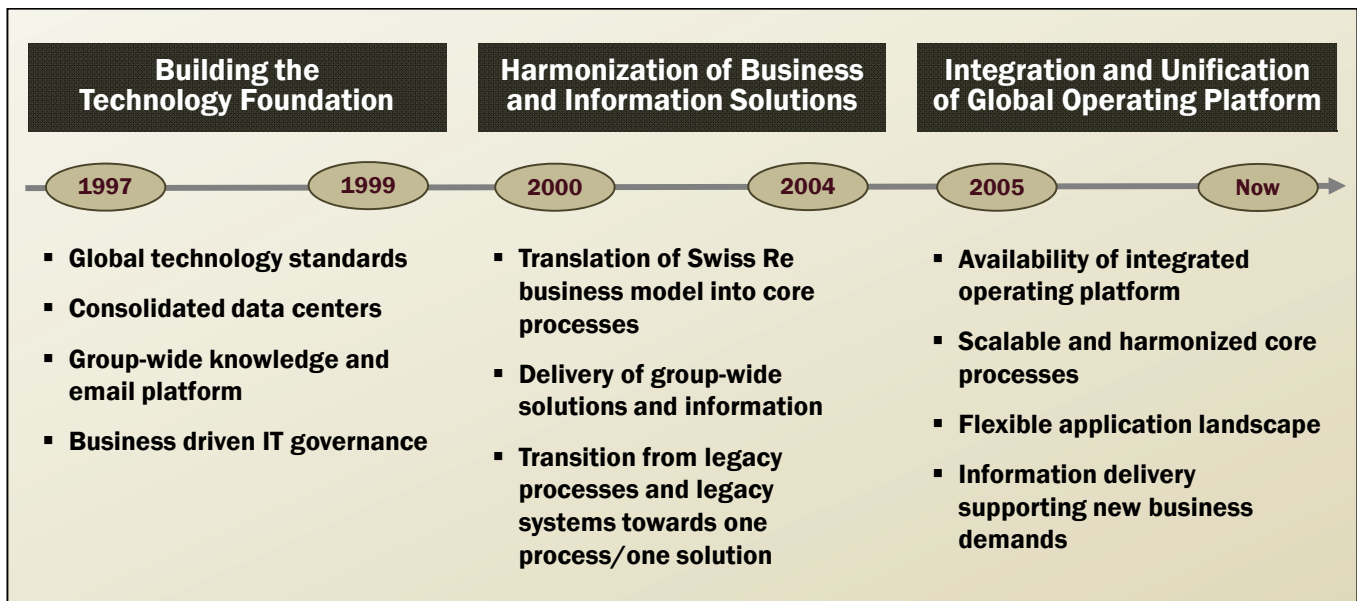 Building the
Technology Foundation
Harmonization of Business
and Information Solutions
Integration and Unification
of Global Operating Platform
1997
1999
2000
2004
2005
Now
▪ Global technology standards
▪ Consolidated data centers
▪ Group-wide knowledge and
email platform
▪ Business driven IT governance
▪ Translation of Swiss Re
business model into core
processes
▪ Delivery of group-wide
solutions and information
▪ Transition from legacy
processes and legacy
systems towards one
process/one solution
▪ Availability of integrated
operating platform
▪ Scalable and harmonized core
processes
▪ Flexible application landscape
▪ Information delivery
supporting new business
demands